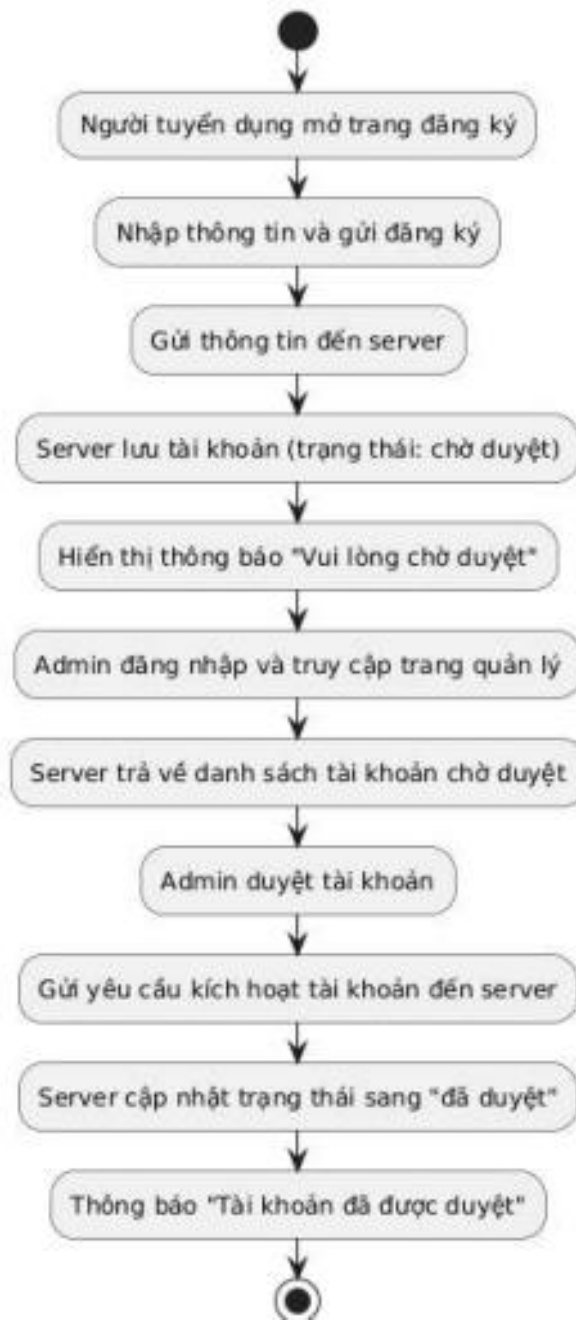 Người tuyển dụng mở trang đăng ký
Nhập thông tin và gửi đăng ký
Gửi thông tin đến server
Server lưu tài khoản (trạng thái: chờ duyệt)
Hiển thị thông báo "Vui lòng chờ duyệt"
Admin đăng nhập và truy cập trang quản lý
Server trả về danh sách tài khoản chờ duyệt
Admin duyệt tài khoản
Gửi yêu cầu kích hoạt tài khoản đến server
Server cập nhật trạng thái sang "đã duyệt"
Thông báo "Tài khoản đã được duyệt"